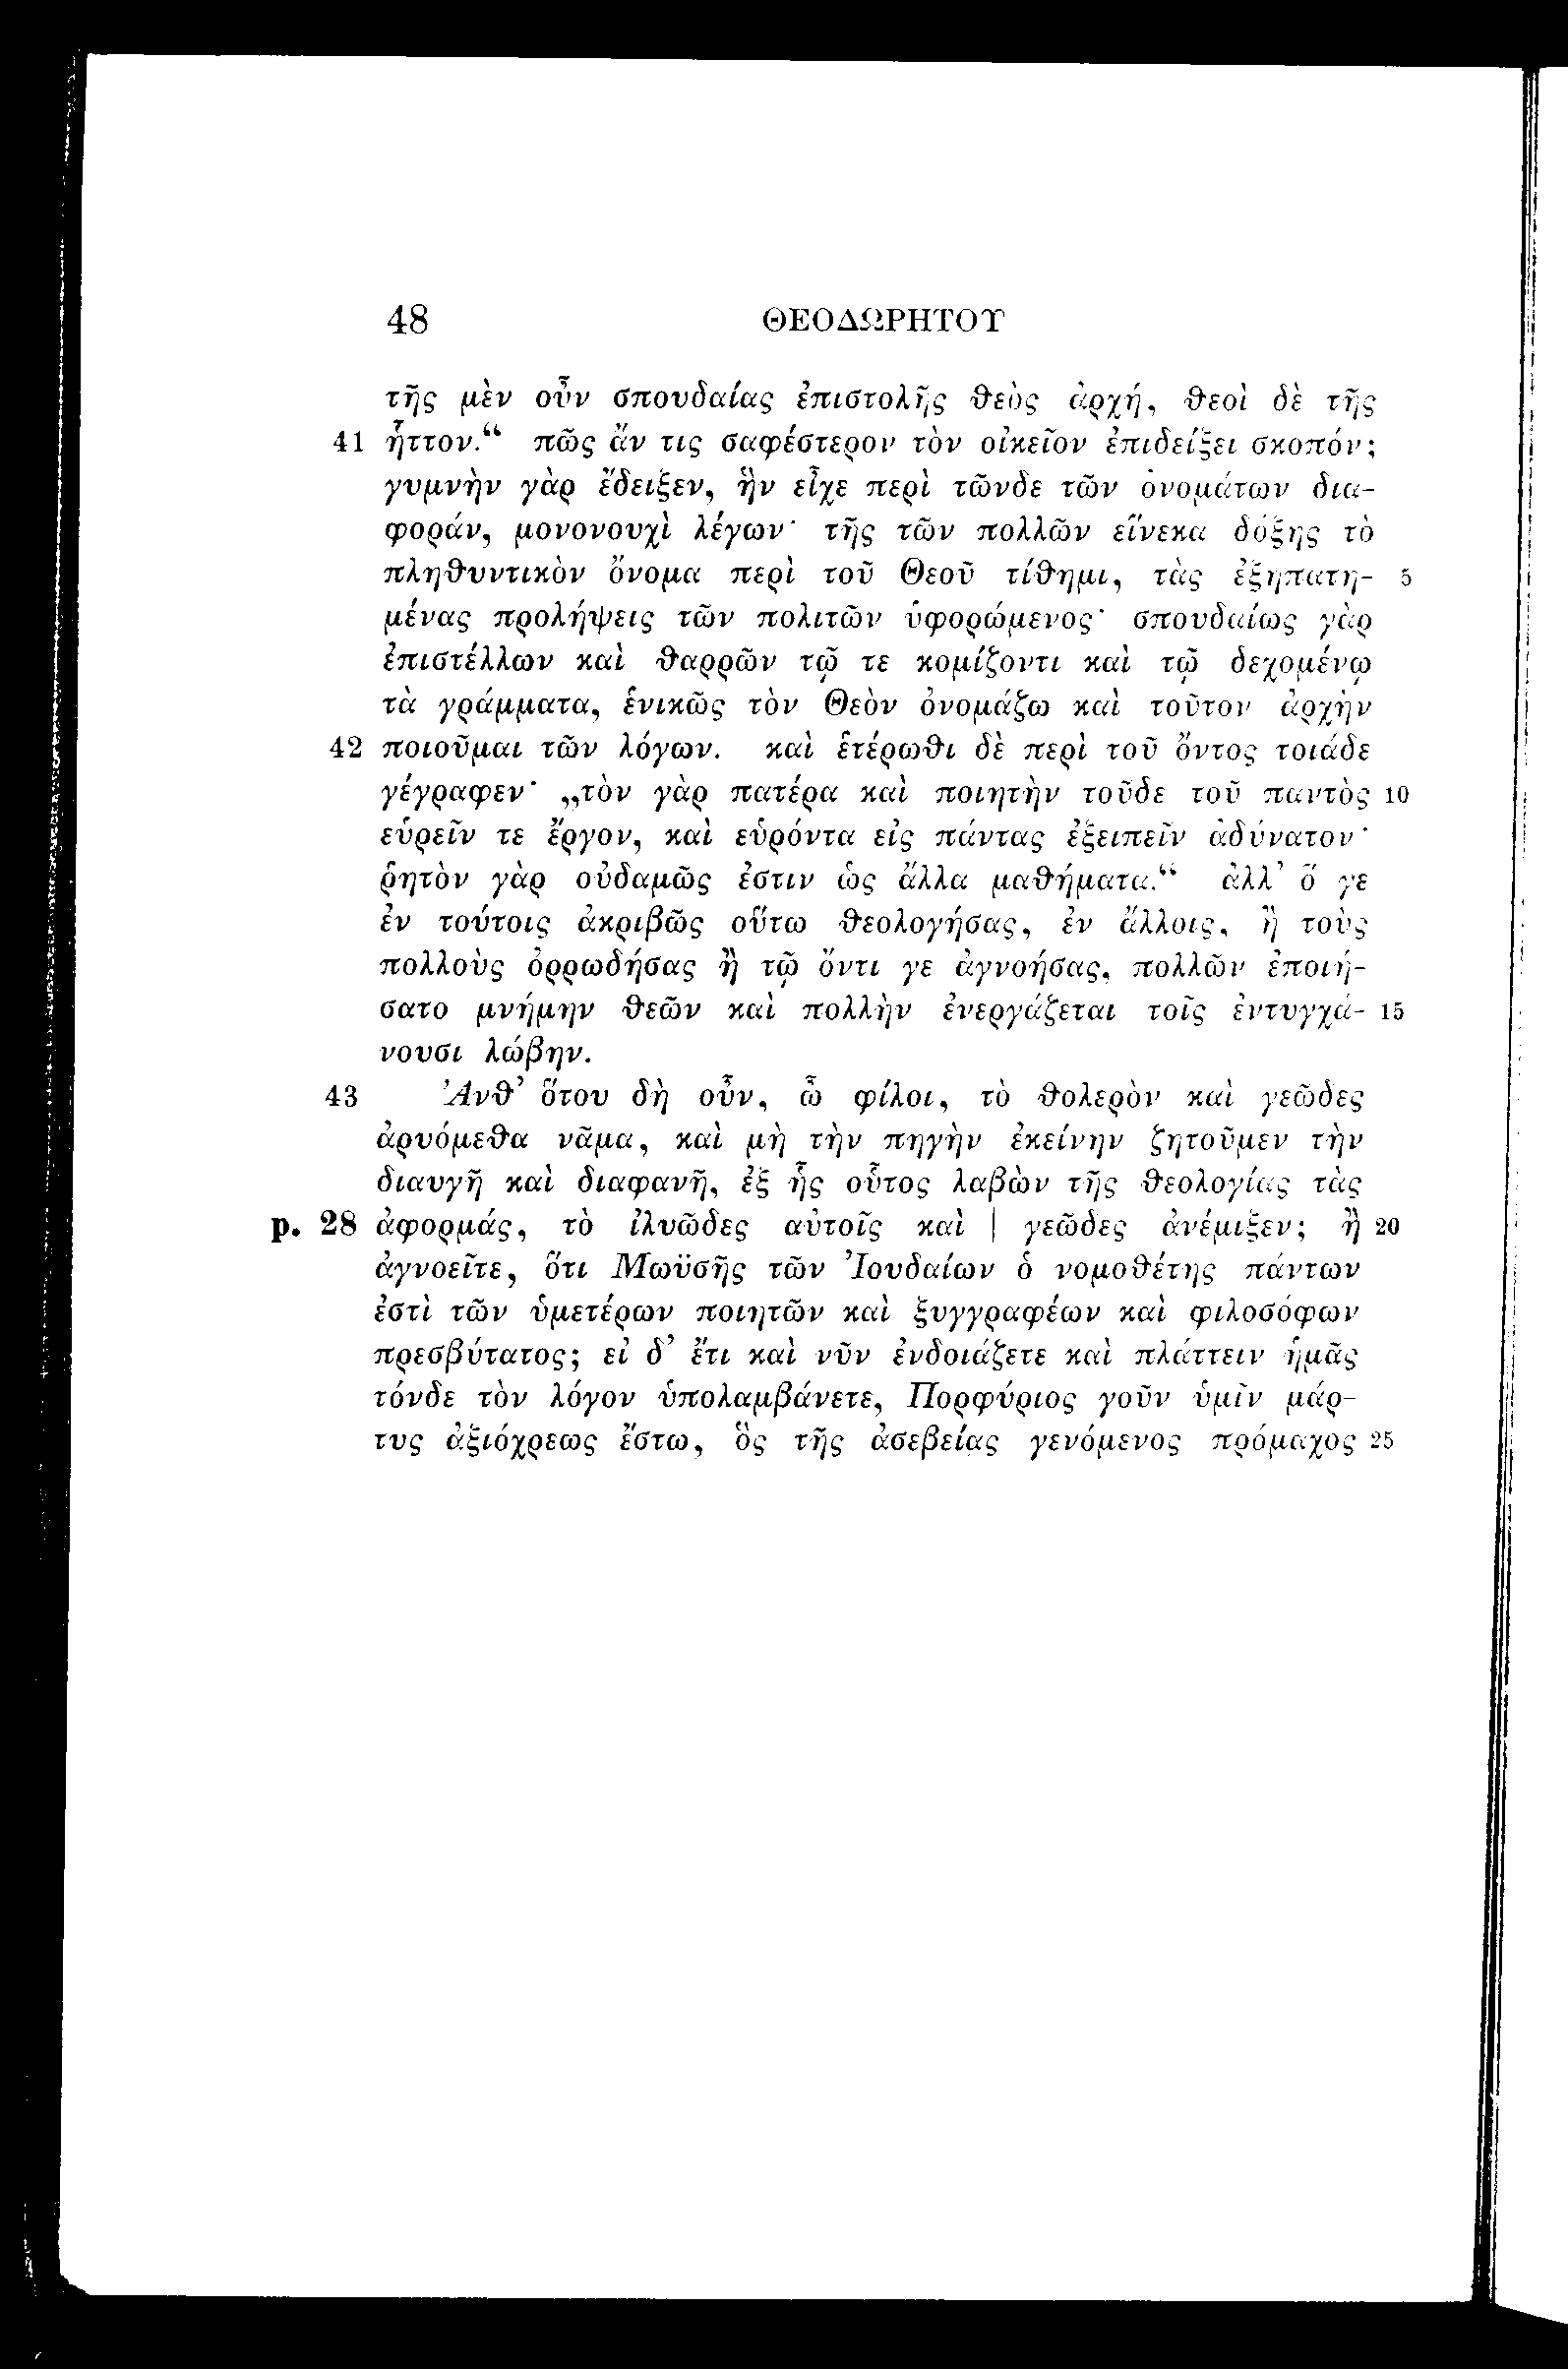 48 ΘΕΟΔΩΡΗΤΟΥ
τῆς μὲν οὖν σπουδαίας ἐπιστολῆς θεὸς ἀρχή, θεοὶ δὲ τῆς
41 ἧττον.“ πῶς ἄν τις σαφέστερον τὸν οἰκεῖον ἐπιδείξει σκοπόν;
γυμνὴν γὰρ ἔδειξεν, ἣν εἶχε περὶ τῶνδε τῶν ὀνομάτων δια-
φοράν, μονονουχὶ λέγων· τῆς τῶν πολλῶν εἵνεκα δόξης τὸ
πληθυντικὸν ὄνομα περὶ τοῦ Θεοῦ τίθημι, τὰς ἐξηπατη- 5
μένας προλήψεις τῶν πολιτῶν ὑφορώμενος· σπουδαίως γὰρ
ἐπιστέλλων καὶ θαρρῶν τῷ τε κομίζοντι καὶ τῷ δεχομένῳ
τὰ γράμματα, ἑνικῶς τὸν Θεὸν ὀνομάζω καὶ τοῦτον ἀρχὴν
42 ποιοῦμαι τῶν λόγων. καὶ ἑτέρωθι δὲ περὶ τοῦ ὄντος τοιάδε
γέγραφεν· „τὸν γὰρ πατέρα καὶ ποιητὴν τοῦδε τοῦ παντὸς 10
εὑρεῖν τε ἔργον, καὶ εὑρόντα εἰς πάντας ἐξειπεῖν ἀδύνατον·
ῥητὸν γὰρ οὐδαμῶς ἐστιν ὡς ἄλλα μαθήματα.“ ἀλλ’ ὅ γε
ἐν τούτοις ἀκριβῶς οὕτω θεολογήσας, ἐν ἄλλοις, ἢ τοὺς
πολλοὺς ὀρρωδήσας ἢ τῷ ὄντι γε ἀγνοήσας, πολλῶν ἐποιή-
σατο μνήμην θεῶν καὶ πολλὴν ἐνεργάζεται τοῖς ἐντυγχά- 15
νουσι λώβην.
43 Ἀνθ’ ὅτου δὴ οὖν, ὦ φίλοι, τὸ θολερὸν καὶ γεῶδες
ἀρυόμεθα νᾶμα, καὶ μὴ τὴν πηγὴν ἐκείνην ζητοῦμεν τὴν
διαυγῆ καὶ διαφανῆ, ἐξ ἧς οὗτος λαβὼν τῆς θεολογίας τὰς
p. 28 ἀφορμάς, τὸ ἰλυῶδες αὐτοῖς καὶ | γεῶδες ἀνέμιξεν; ἢ 20
ἀγνοεῖτε, ὅτι Μωϋσῆς τῶν Ἰουδαίων ὁ νομοθέτης πάντων
ἐστὶ τῶν ὑμετέρων ποιητῶν καὶ ξυγγραφέων καὶ φιλοσόφων
πρεσβύτατος; εἰ δ’ ἔτι καὶ νῦν ἐνδοιάζετε καὶ πλάττειν ἡμᾶς
τόνδε τὸν λόγον ὑπολαμβάνετε, Πορφύριος γοῦν ὑμῖν μάρ-
τυς ἀξιόχρεως ἔστω, ὃς τῆς ἀσεβείας γενόμενος πρόμαχος 25